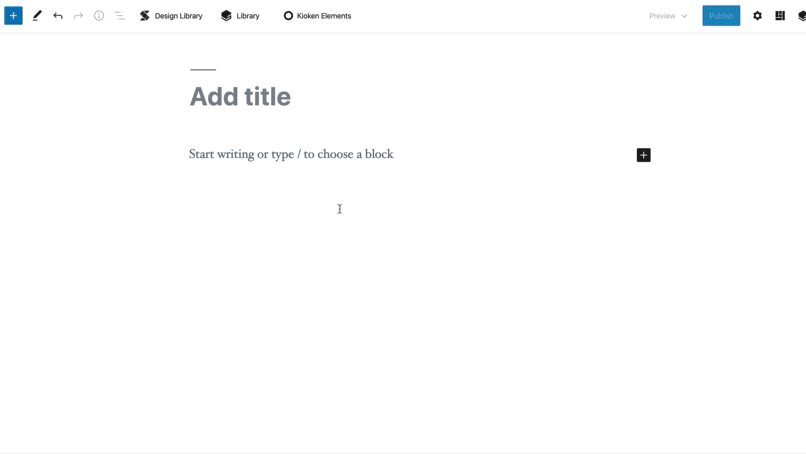 Design Library Library Kioken Elements Preview Publish
Add title
Start writing or type / to choose a block